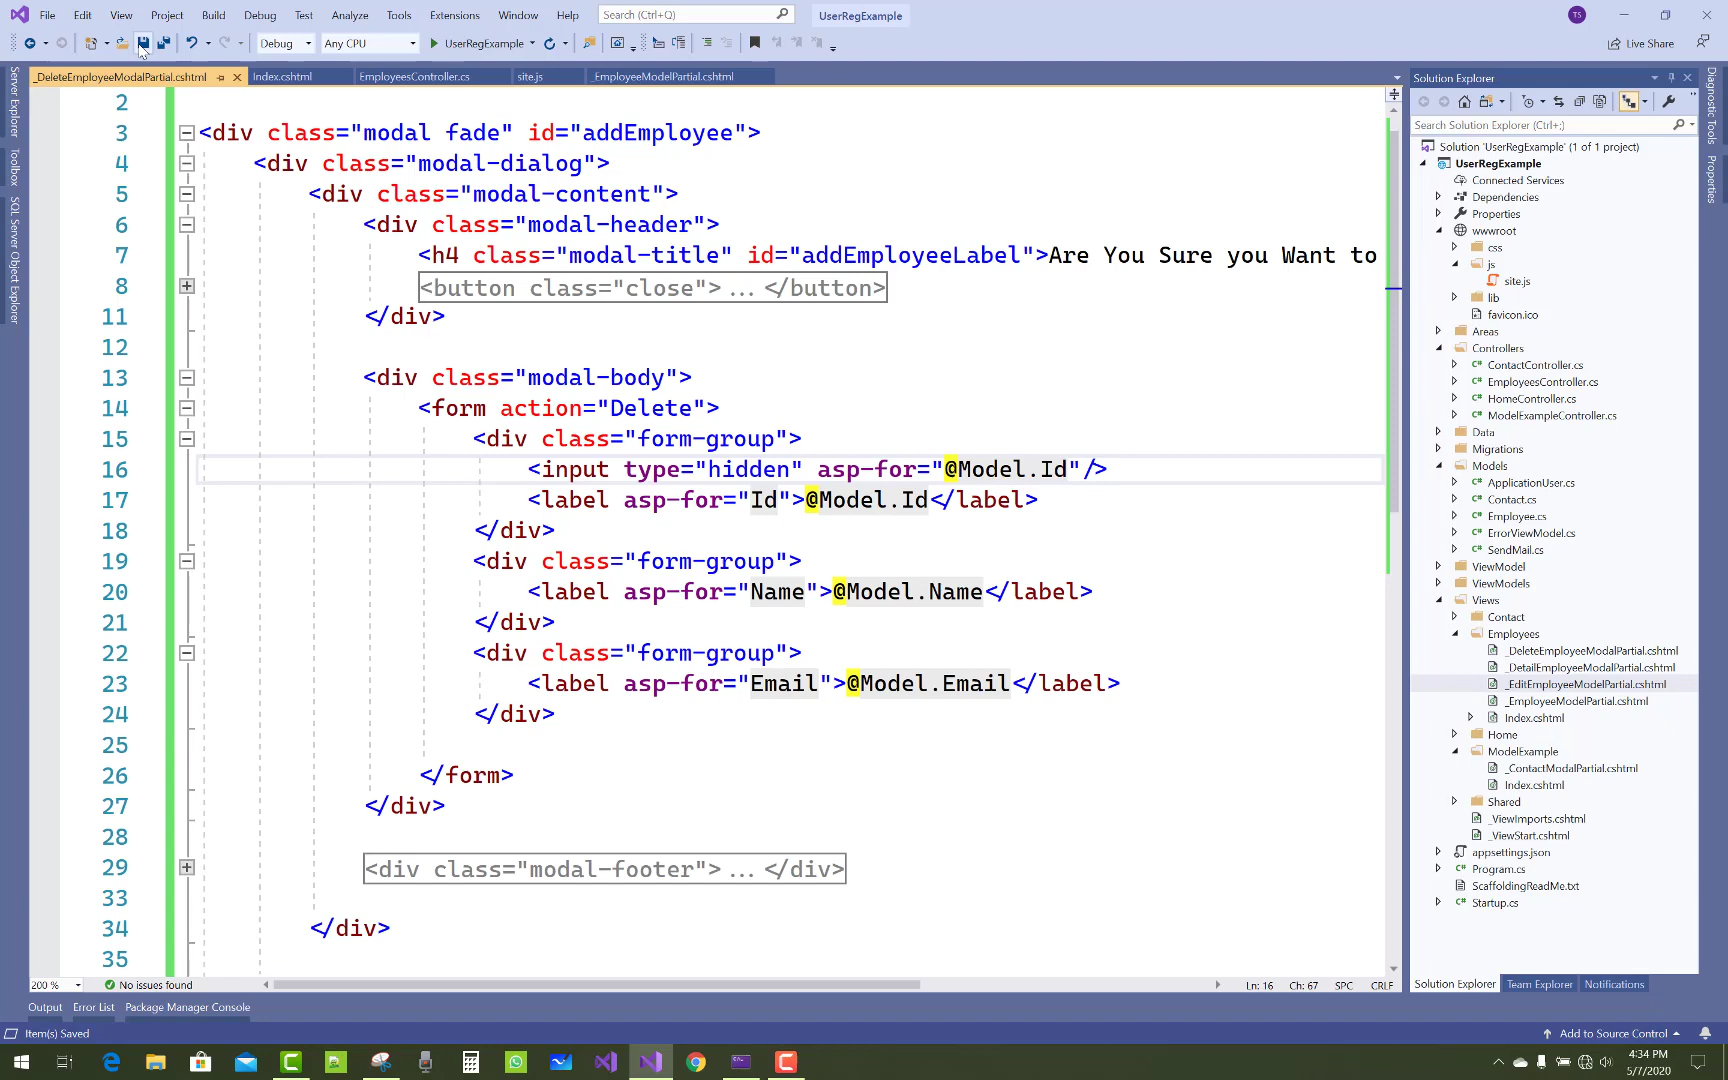 File Edit View Project Build Debug Test Analyze Tools Extensions Window Help Search (Ctrl+Q) UserRegExample TS
Debug Any CPU UserRegExample Live Share
_DeleteEmployeeModalPartial.cshtml Index.cshtml EmployeesController.cs site.js _EmployeeModelPartial.cshtml
Server Explorer
Toolbox
SQL Server Object Explorer
2
3 <div class="modal fade" id="addEmployee">
4 <div class="modal-dialog">
5 <div class="modal-content">
6 <div class="modal-header">
7 <h4 class="modal-title" id="addEmployeeLabel">Are You Sure you Want to
8 <button class="close">...</button>
11 </div>
12
13 <div class="modal-body">
14 <form action="Delete">
15 <div class="form-group">
16 <input type="hidden" asp-for="@Model.Id"/>
17 <label asp-for="Id">@Model.Id</label>
18 </div>
19 <div class="form-group">
20 <label asp-for="Name">@Model.Name</label>
21 </div>
22 <div class="form-group">
23 <label asp-for="Email">@Model.Email</label>
24 </div>
25
26 </form>
27 </div>
28
29 <div class="modal-footer">...</div>
33
34 </div>
35
200 % No issues found Ln: 16 Ch: 67 SPC CRLF
Output Error List Package Manager Console
Item(s) Saved Add to Source Control
Solution Explorer
Search Solution Explorer (Ctrl+;)
Solution 'UserRegExample' (1 of 1 project)
UserRegExample
Connected Services
Dependencies
Properties
wwwroot
css
js
site.js
lib
favicon.ico
Areas
Controllers
C# ContactController.cs
C# EmployeesController.cs
C# HomeController.cs
C# ModelExampleController.cs
Data
Migrations
Models
C# ApplicationUser.cs
C# Contact.cs
C# Employee.cs
C# ErrorViewModel.cs
C# SendMail.cs
ViewModel
ViewModels
Views
Contact
Employees
_DeleteEmployeeModalPartial.cshtml
_DetailEmployeeModalPartial.cshtml
_EditEmployeeModelPartial.cshtml
_EmployeeModelPartial.cshtml
Index.cshtml
Home
ModelExample
_ContactModalPartial.cshtml
Index.cshtml
Shared
_ViewImports.cshtml
_ViewStart.cshtml
appsettings.json
C# Program.cs
ScaffoldingReadMe.txt
C# Startup.cs
Solution Explorer Team Explorer Notifications
Diagnostic Tools
Properties
4:34 PM
5/7/2020